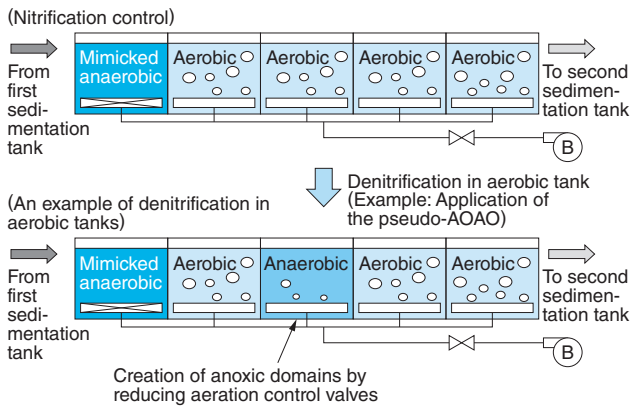 (Nitrification control)
Mimicked
anaerobic
Aerobic
Aerobic
Aerobic
Aerobic
From
first
sedi-
mentation
tank
To second
sedimen-
tation tank
B
Denitrification in aerobic tank
(Example: Application of
the pseudo-AOAO)
(An example of denitrification in
aerobic tanks)
Mimicked
anaerobic
Aerobic
Anaerobic
Aerobic
Aerobic
From
first
sedi-
mentation
tank
To second
sedimen-
tation tank
B
Creation of anoxic domains by
reducing aeration control valves